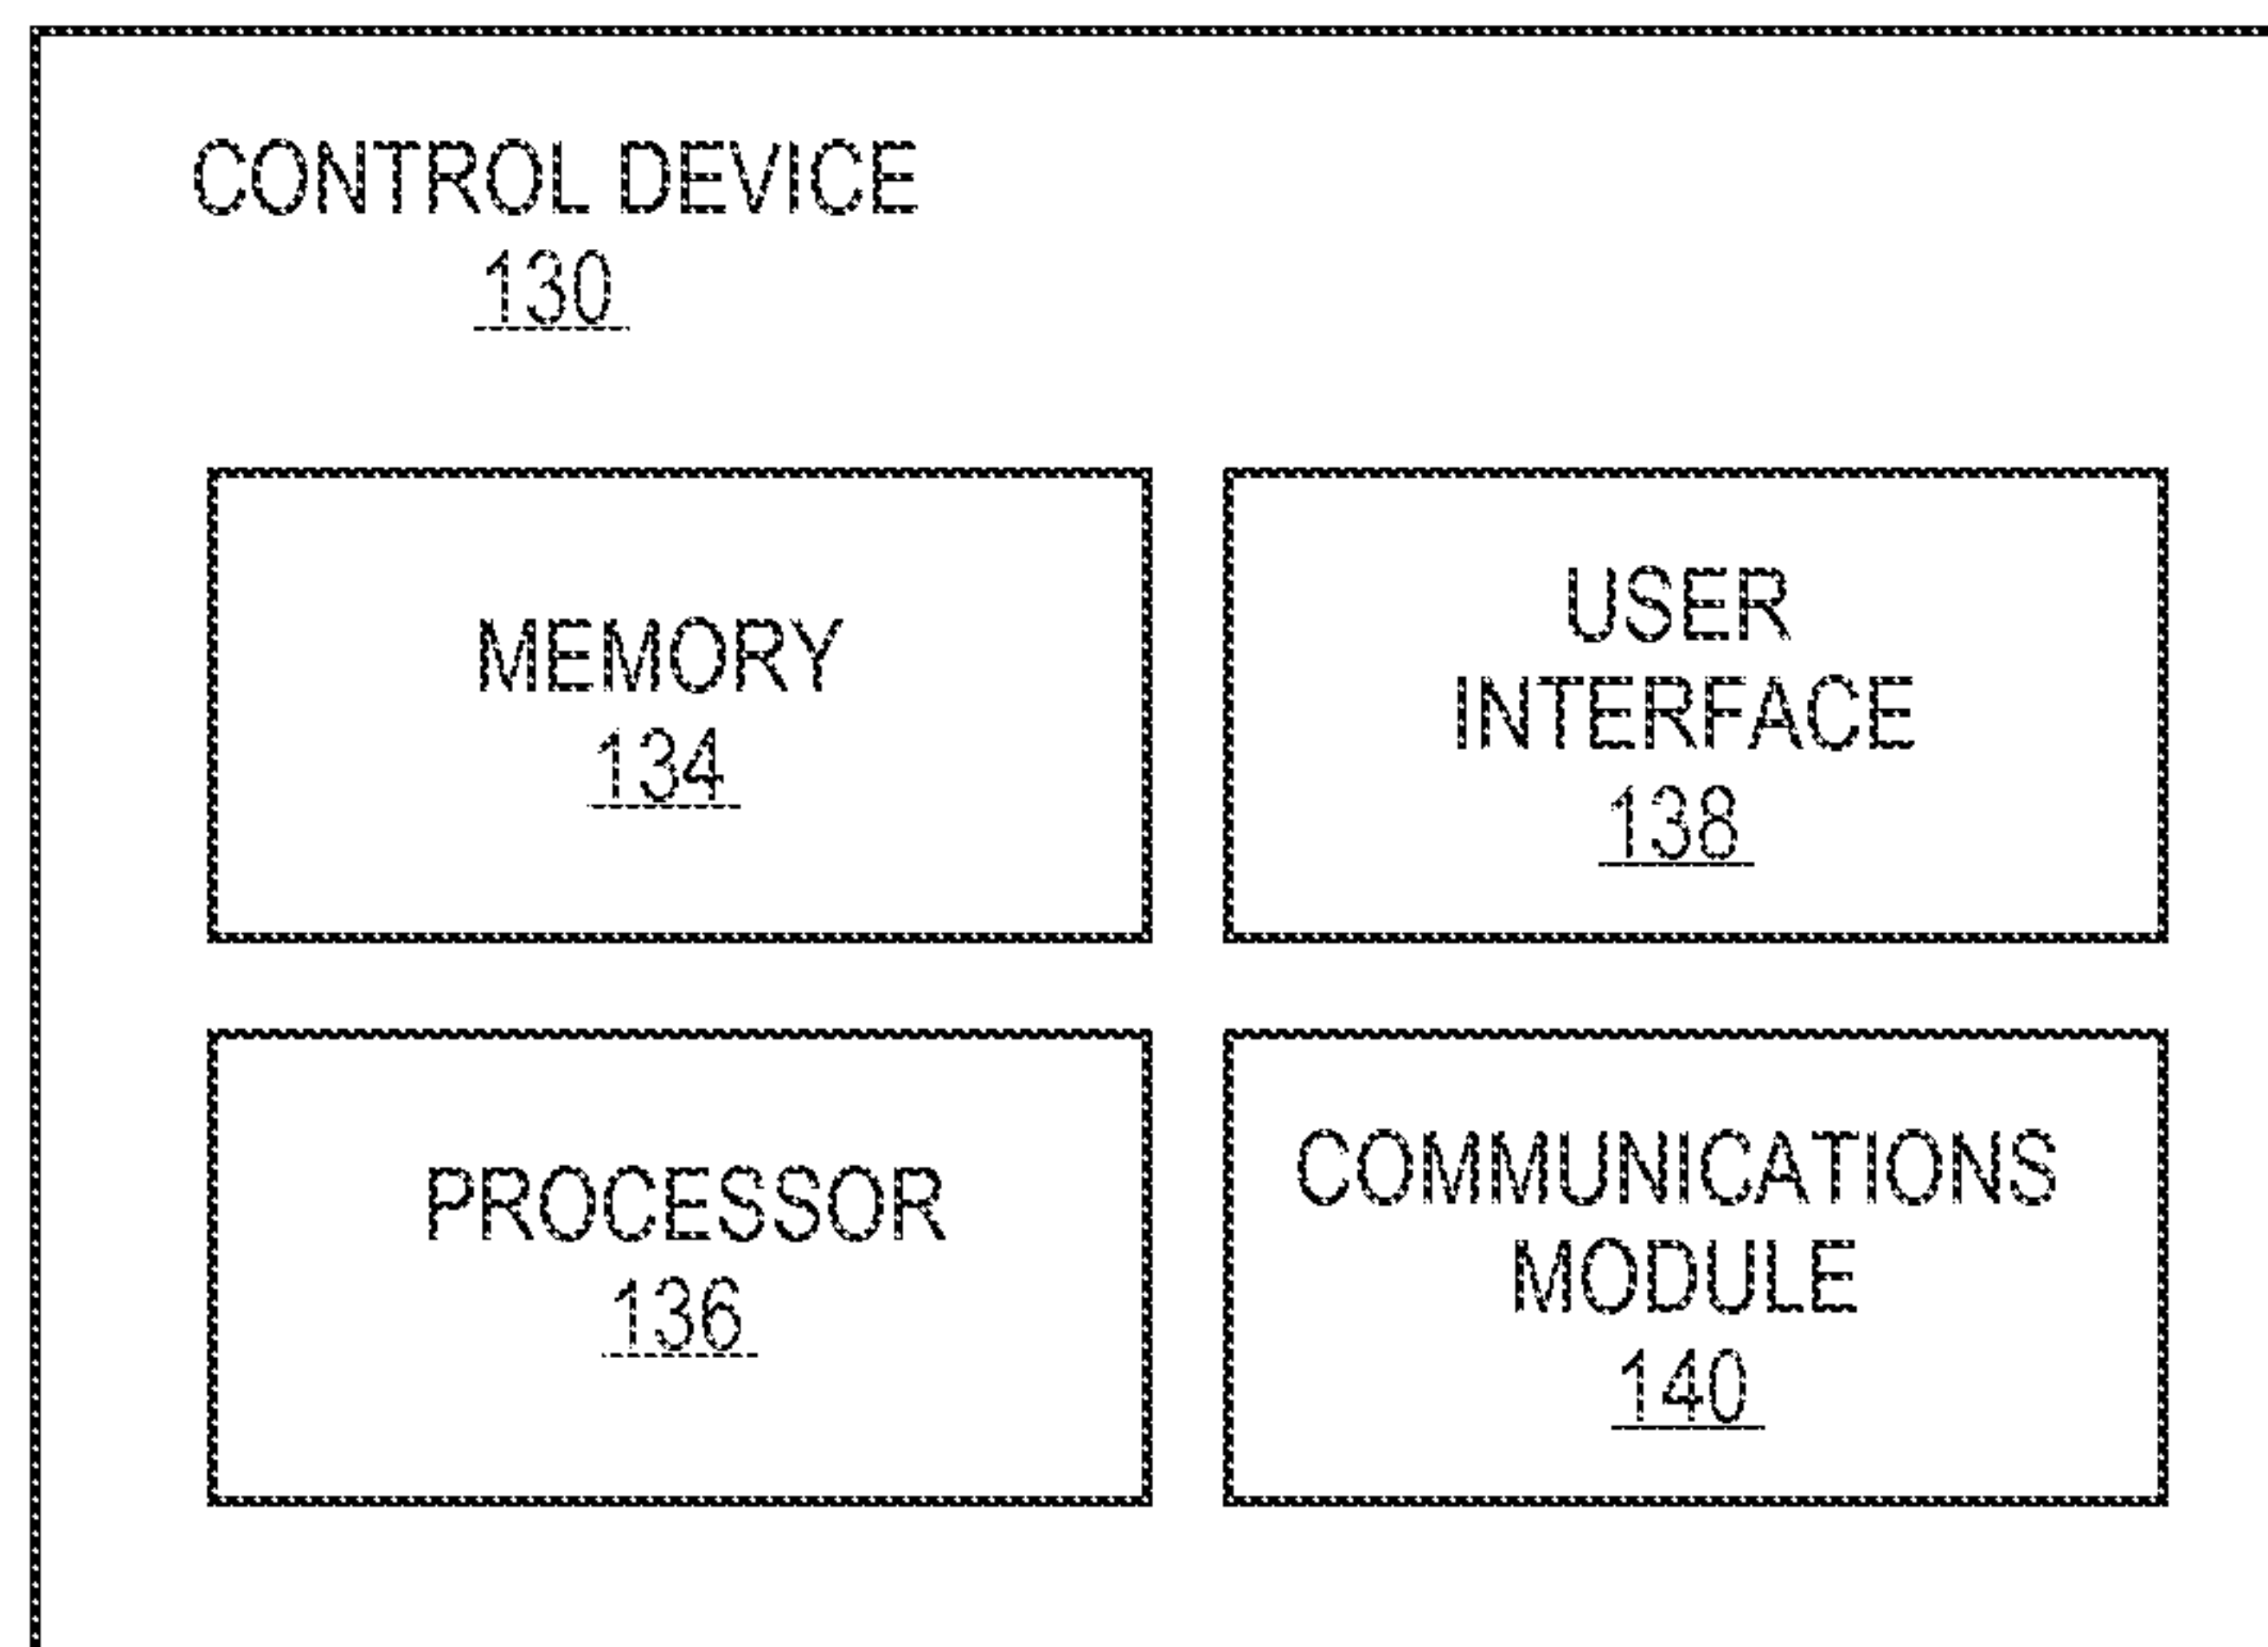 CONTROL DEVICE
130
MEMORY
134
USER
INTERFACE
138
PROCESSOR
136
COMMUNICATIONS
MODULE
140